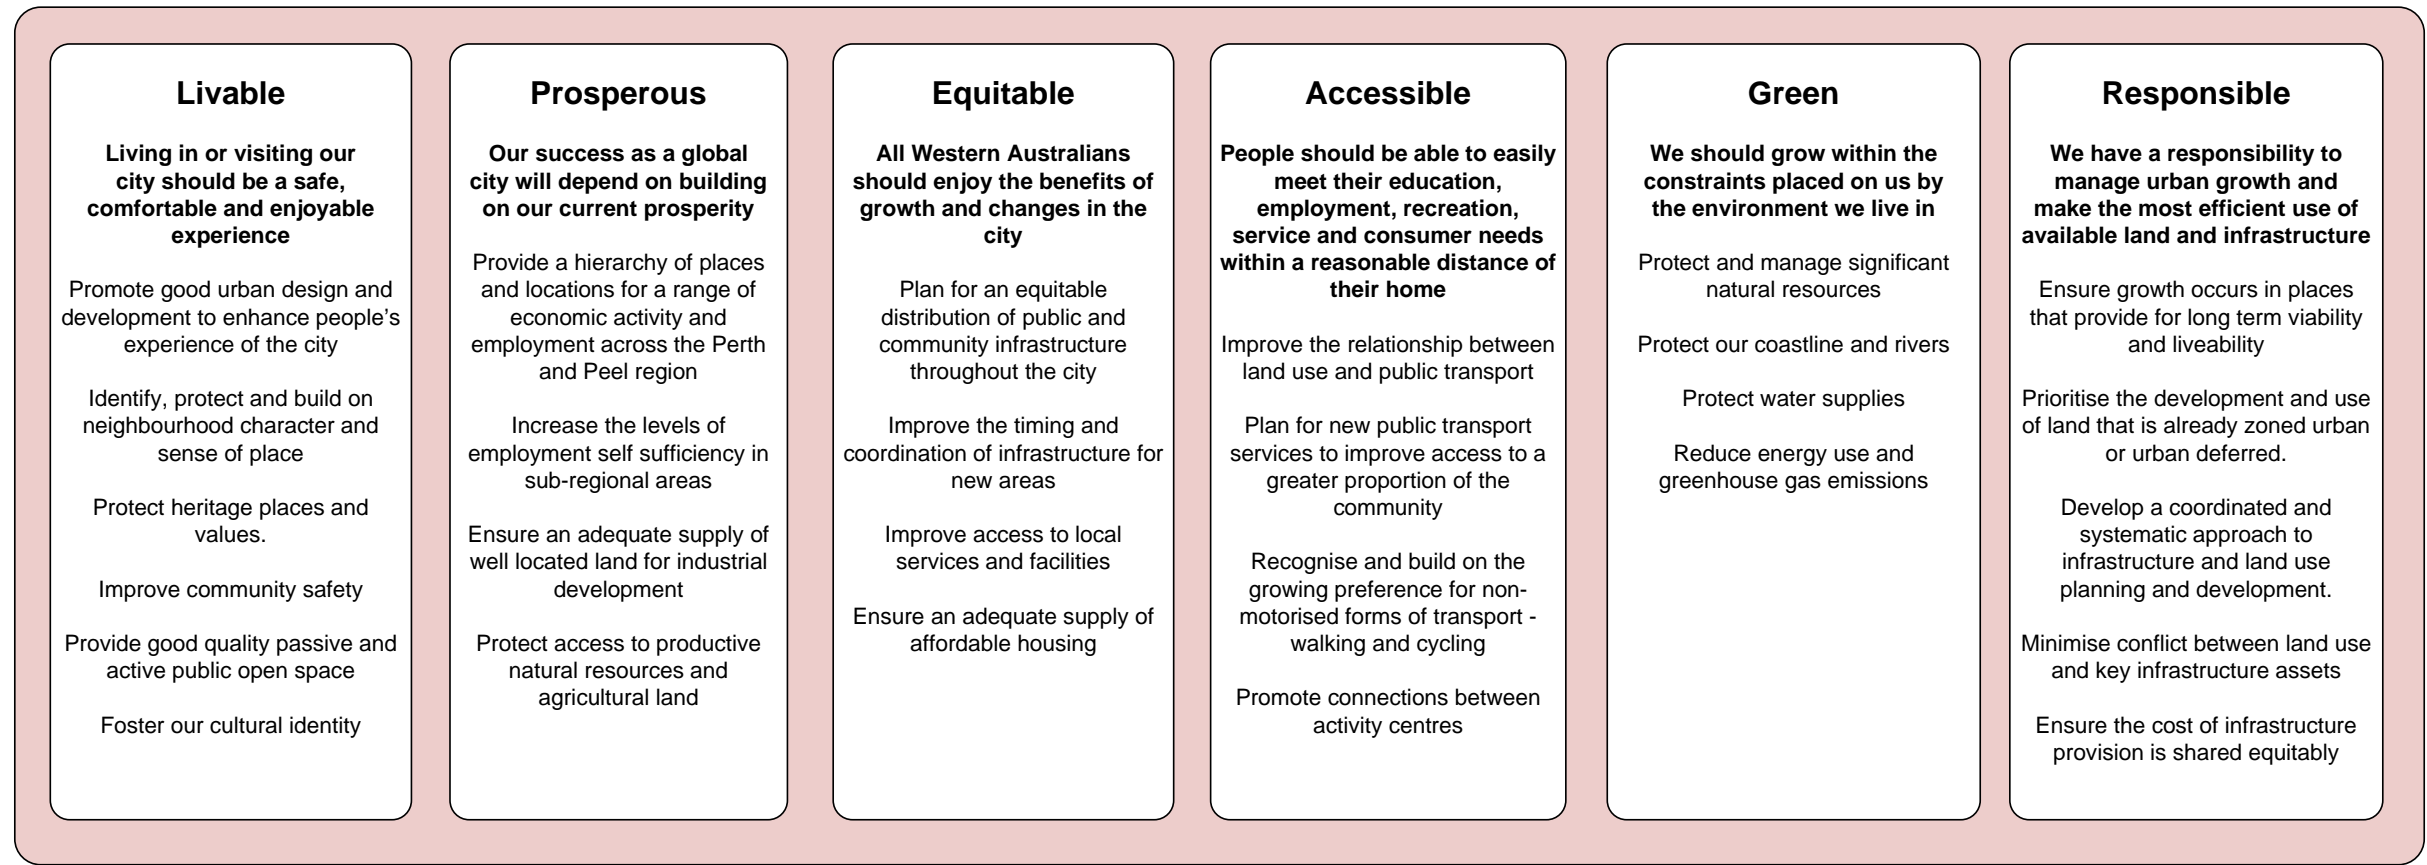 Livable
Living in or visiting our
city should be a safe,
comfortable and enjoyable
experience
Promote good urban design and
development to enhance people's
experience of the city
Identify, protect and build on
neighbourhood character and
sense of place
Protect heritage places and
values.
Improve community safety
Provide good quality passive and
active public open space
Foster our cultural identity
Prosperous
Our success as a global
city will depend on building
on our current prosperity
Provide a hierarchy of places
and locations for a range of
economic activity and
employment across the Perth
and Peel region
Increase the levels of
employment self sufficiency in
sub-regional areas
Ensure an adequate supply of
well located land for industrial
development
Protect access to productive
natural resources and
agricultural land
Equitable
All Western Australians
should enjoy the benefits of
growth and changes in the
city
Plan for an equitable
distribution of public and
community infrastructure
throughout the city
Improve the timing and
coordination of infrastructure for
new areas
Improve access to local
services and facilities
Ensure an adequate supply of
affordable housing
Accessible
People should be able to easily
meet their education,
employment, recreation,
service and consumer needs
within a reasonable distance of
their home
Improve the relationship between
land use and public transport
Plan for new public transport
services to improve access to a
greater proportion of the
community
Recognise and build on the
growing preference for non-
motorised forms of transport -
walking and cycling
Promote connections between
activity centres
Green
We should grow within the
constraints placed on us by
the environment we live in
Protect and manage significant
natural resources
Protect our coastline and rivers
Protect water supplies
Reduce energy use and
greenhouse gas emissions
Responsible
We have a responsibility to
manage urban growth and
make the most efficient use of
available land and infrastructure
Ensure growth occurs in places
that provide for long term viability
and liveability
Prioritise the development and use
of land that is already zoned urban
or urban deferred.
Develop a coordinated and
systematic approach to
infrastructure and land use
planning and development.
Minimise conflict between land use
and key infrastructure assets
Ensure the cost of infrastructure
provision is shared equitably